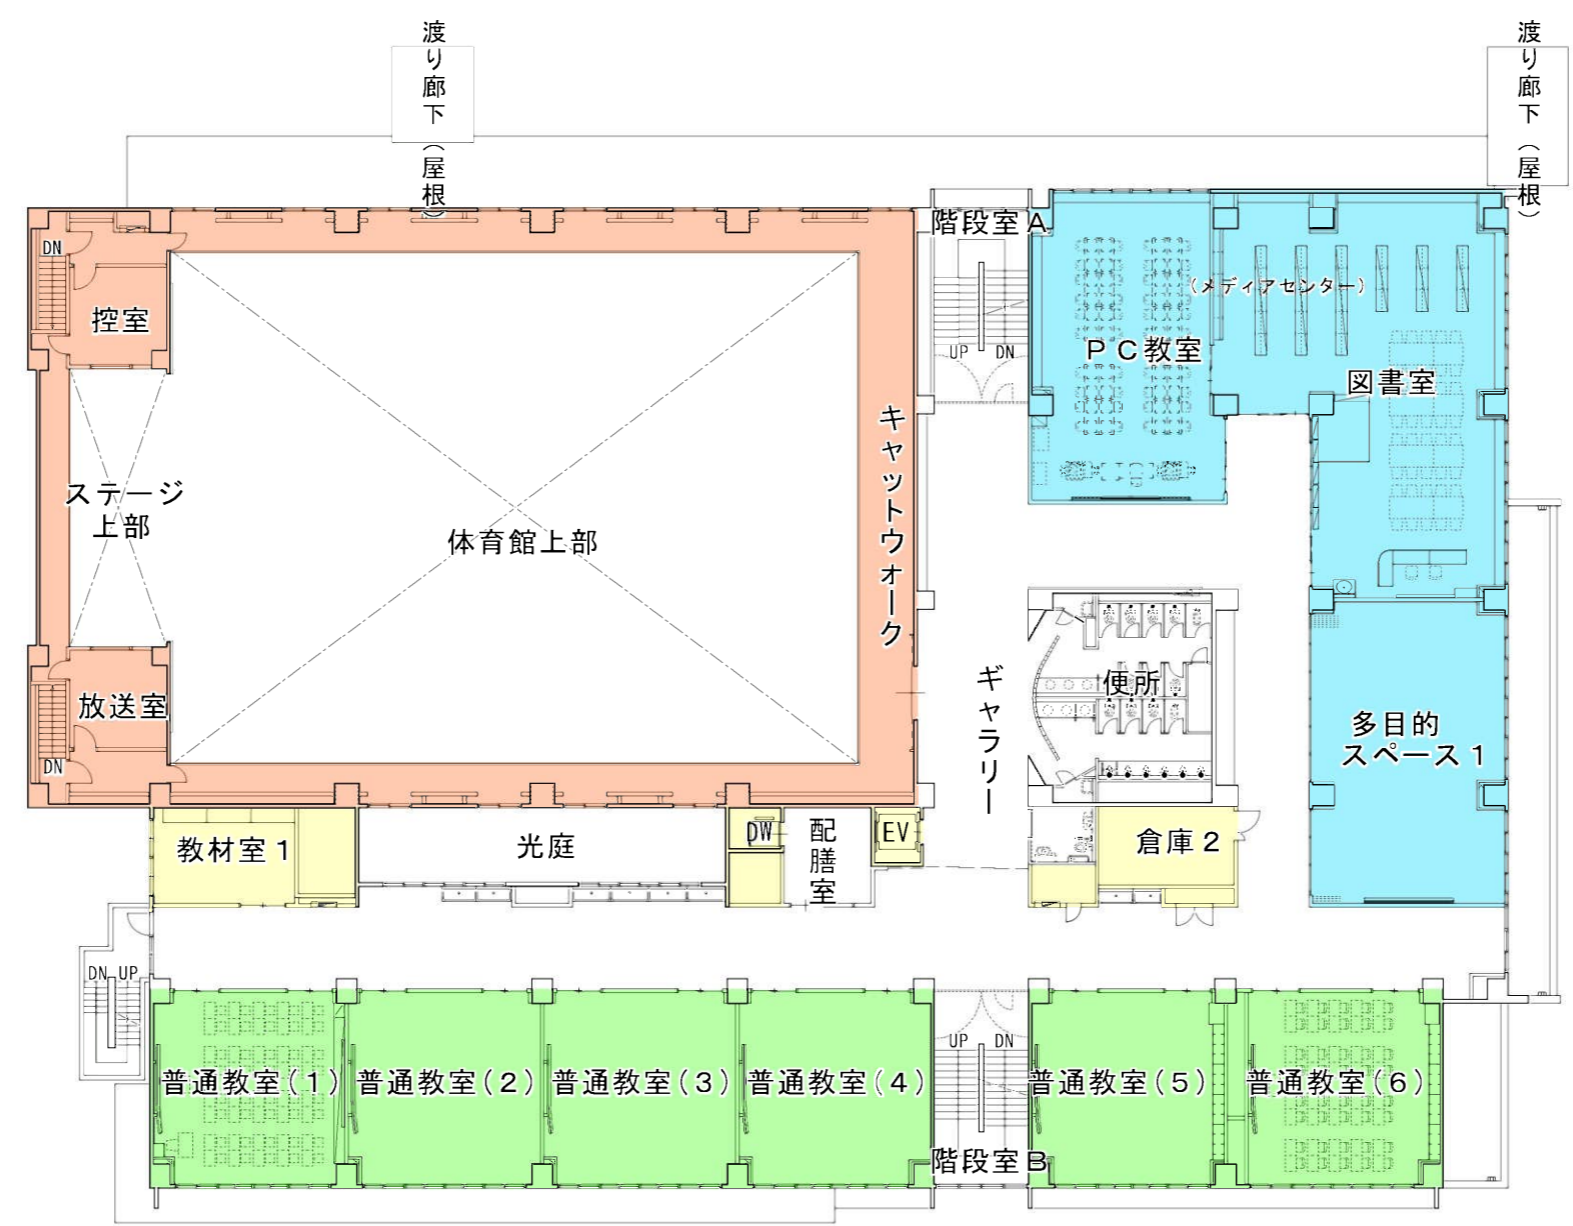 渡り廊下（屋根）
渡り廊下（屋根）
階段室A
DN
控室
（メディアセンター）
UP DN
PC教室
図書室
キャットウォーク
ステージ
上部
体育館上部
ギャラリー
便所
放送室
多目的
スペース1
DN
教材室1
光庭
DW
配膳室
EV
倉庫2
DN UP
UP DN
普通教室(1)
普通教室(2)
普通教室(3)
普通教室(4)
普通教室(5)
普通教室(6)
階段室B